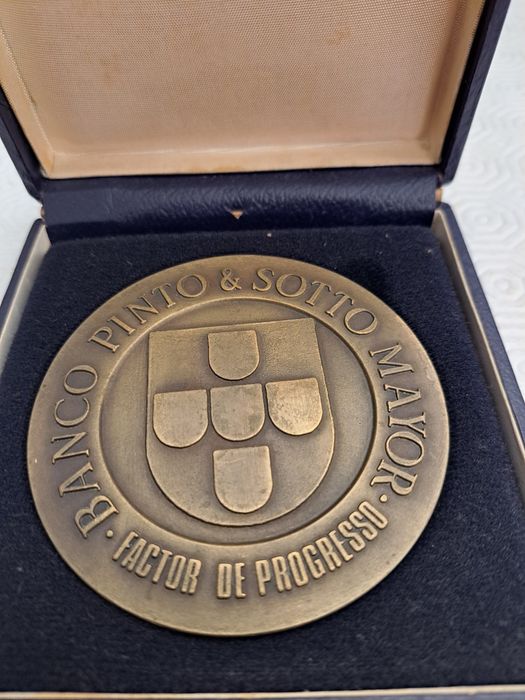 BANCO PINTO & SOTTO MAYOR
· FACTOR DE PROGRESSO ·